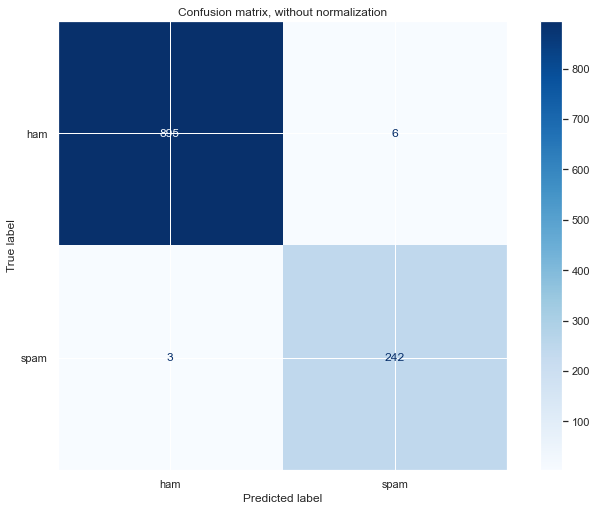 Confusion matrix, without normalization
ham
895
6
spam
3
242
ham
spam
Predicted label
True label
800
700
600
500
400
300
200
100